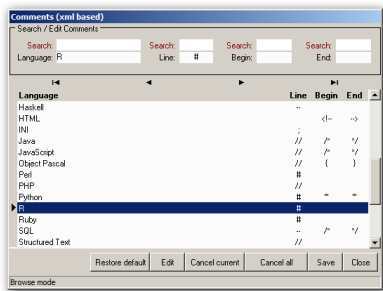 Comments (xml based)
Search / Edit Comments
Search: Search: Search: Search:
Language: R Line: # Begin: End:
Language Line Begin End
Haskell --
HTML <!-- -->
INI ;
Java // /* */
JavaScript // /* */
Object Pascal // { }
Perl #
PHP //
Python # ''' '''
R #
Ruby #
SQL -- /* */
Structured Text //
Restore default Edit Cancel current Cancel all Save Close
Browse mode